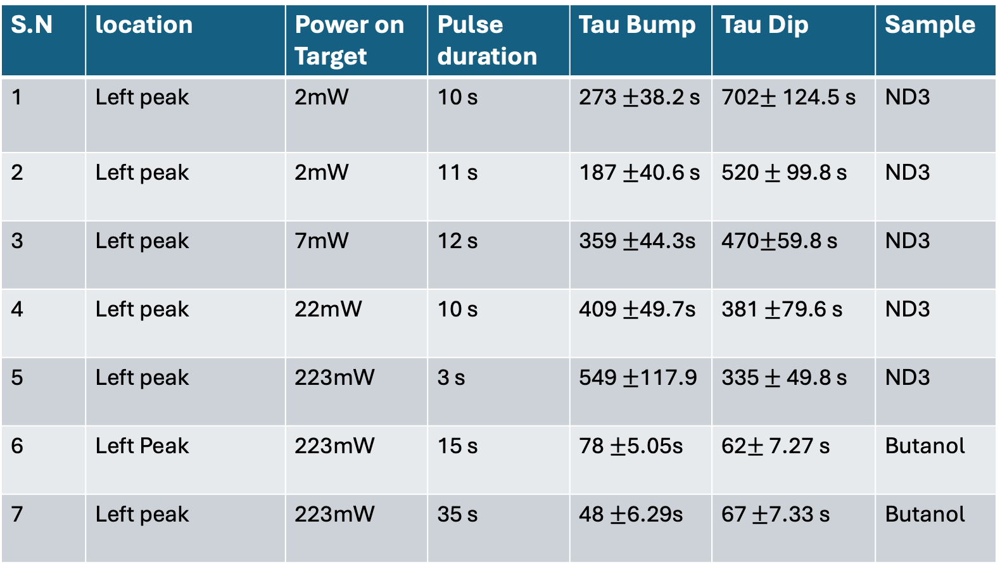 S.N location Power on Target Pulse duration Tau Bump Tau Dip Sample
1 Left peak 2mW 10 s 273 ±38.2 s 702± 124.5 s ND3
2 Left peak 2mW 11 s 187 ±40.6 s 520 ± 99.8 s ND3
3 Left peak 7mW 12 s 359 ±44.3s 470±59.8 s ND3
4 Left peak 22mW 10 s 409 ±49.7s 381 ±79.6 s ND3
5 Left peak 223mW 3 s 549 ±117.9 335 ± 49.8 s ND3
6 Left Peak 223mW 15 s 78 ±5.05s 62± 7.27 s Butanol
7 Left peak 223mW 35 s 48 ±6.29s 67 ±7.33 s Butanol